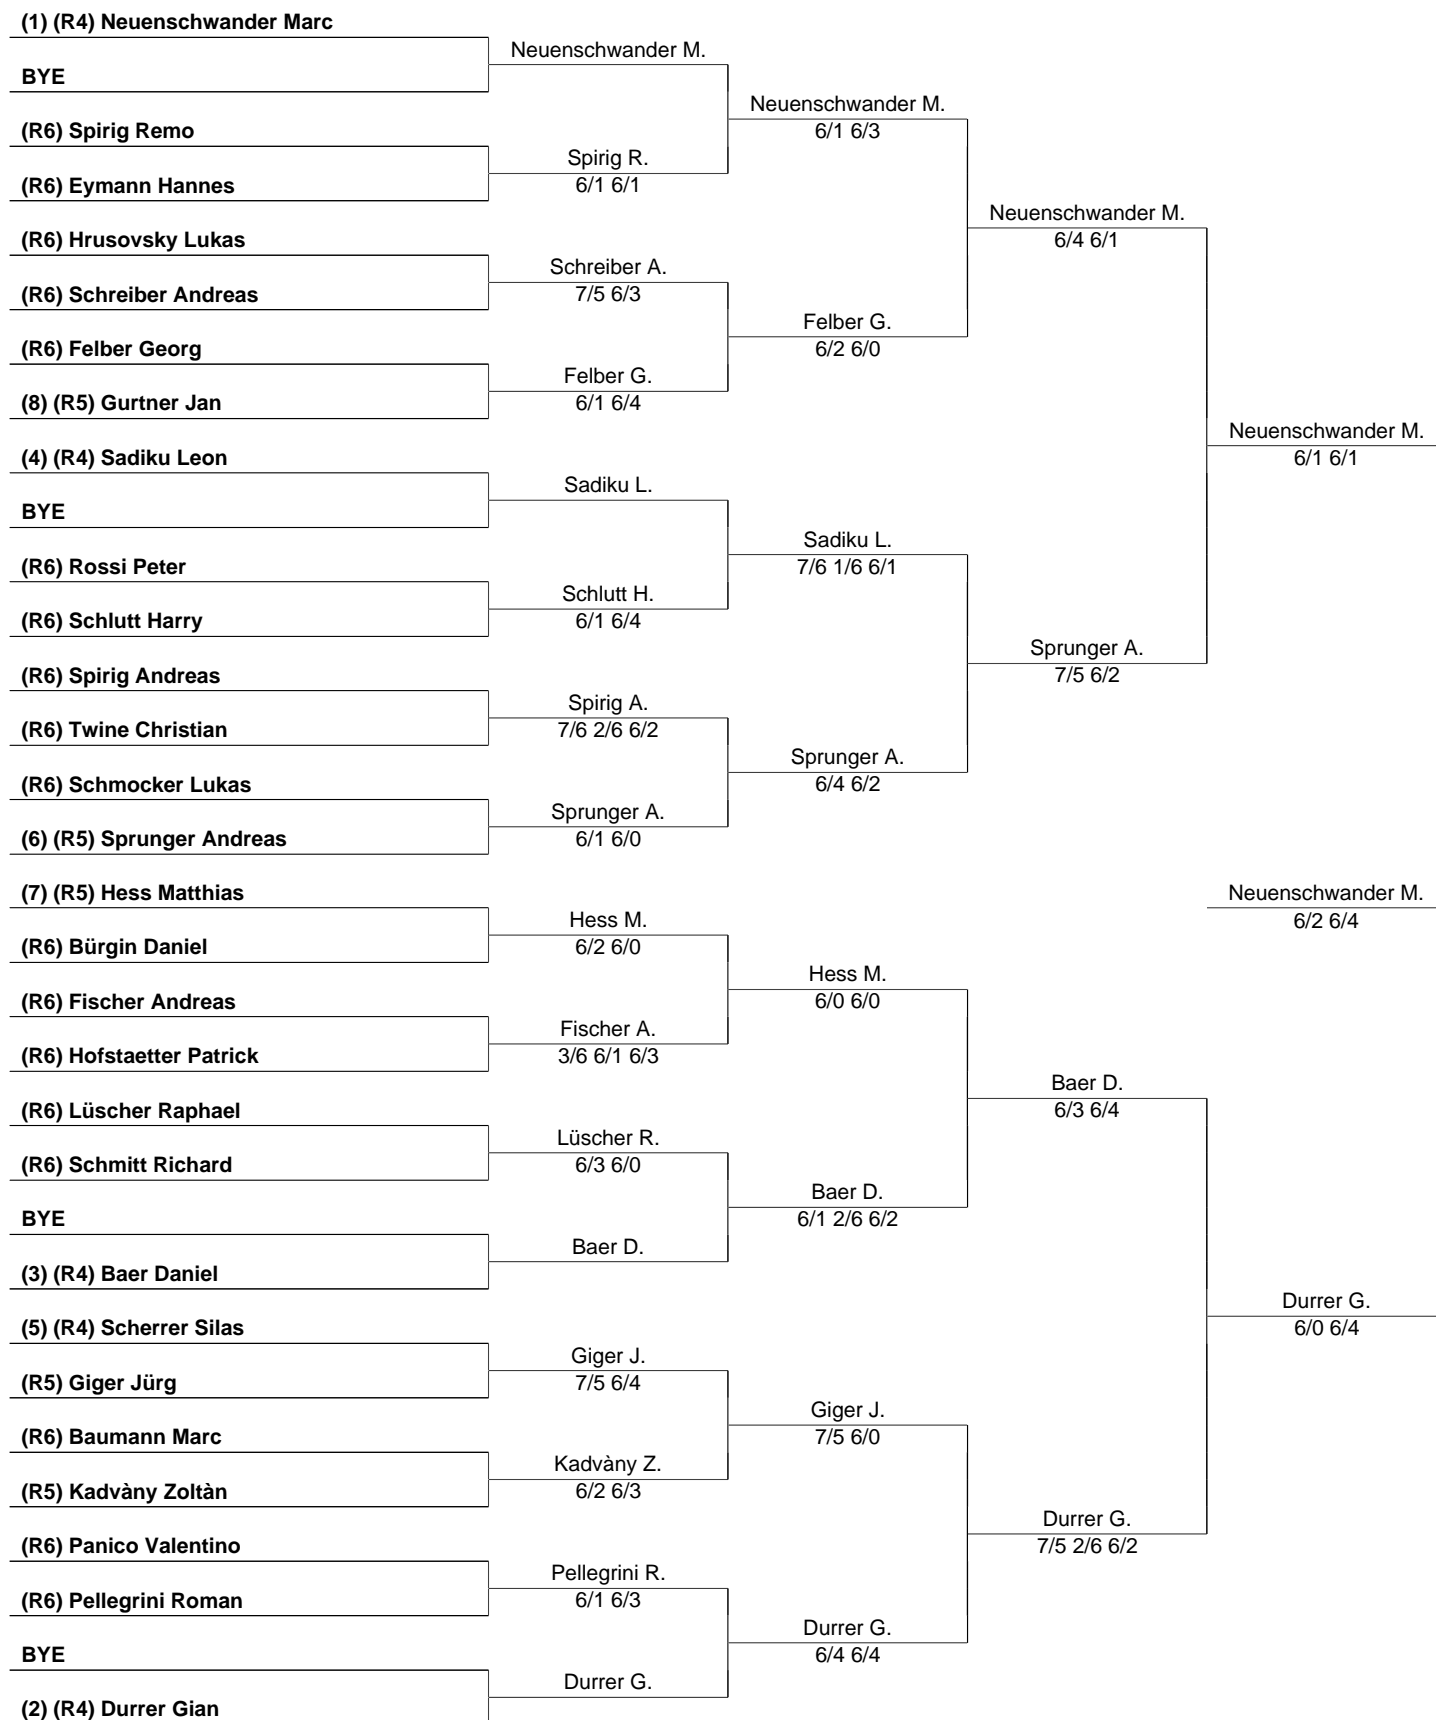 (1) (R4) Neuenschwander Marc
BYE
(R6) Spirig Remo
(R6) Eymann Hannes
(R6) Hrusovsky Lukas
(R6) Schreiber Andreas
(R6) Felber Georg
(8) (R5) Gurtner Jan
(4) (R4) Sadiku Leon
BYE
(R6) Rossi Peter
(R6) Schlutt Harry
(R6) Spirig Andreas
(R6) Twine Christian
(R6) Schmocker Lukas
(6) (R5) Sprunger Andreas
(7) (R5) Hess Matthias
(R6) Bürgin Daniel
(R6) Fischer Andreas
(R6) Hofstaetter Patrick
(R6) Lüscher Raphael
(R6) Schmitt Richard
BYE
(3) (R4) Baer Daniel
(5) (R4) Scherrer Silas
(R5) Giger Jürg
(R6) Baumann Marc
(R5) Kadvàny Zoltàn
(R6) Panico Valentino
(R6) Pellegrini Roman
BYE
(2) (R4) Durrer Gian
Neuenschwander M.
Spirig R.
6/1 6/1
Schreiber A.
7/5 6/3
Felber G.
6/1 6/4
Sadiku L.
Schlutt H.
6/1 6/4
Spirig A.
7/6 2/6 6/2
Sprunger A.
6/1 6/0
Hess M.
6/2 6/0
Fischer A.
3/6 6/1 6/3
Lüscher R.
6/3 6/0
Baer D.
Giger J.
7/5 6/4
Kadvàny Z.
6/2 6/3
Pellegrini R.
6/1 6/3
Durrer G.
Neuenschwander M.
6/1 6/3
Felber G.
6/2 6/0
Sadiku L.
7/6 1/6 6/1
Sprunger A.
6/4 6/2
Hess M.
6/0 6/0
Baer D.
6/1 2/6 6/2
Giger J.
7/5 6/0
Durrer G.
6/4 6/4
Neuenschwander M.
6/4 6/1
Sprunger A.
7/5 6/2
Baer D.
6/3 6/4
Durrer G.
7/5 2/6 6/2
Neuenschwander M.
6/1 6/1
Neuenschwander M.
6/2 6/4
Durrer G.
6/0 6/4